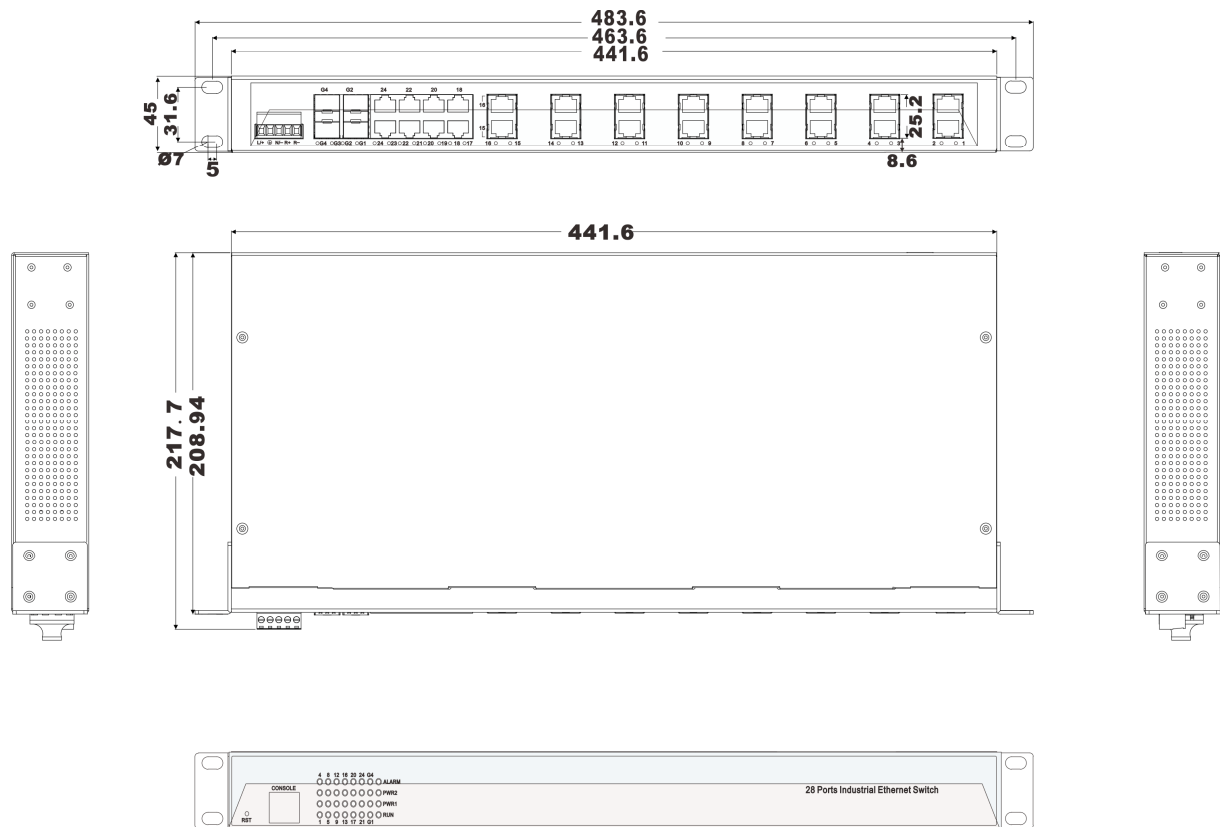 483.6
463.6
441.6
45
31.6
Ø7
5
25.2
8.6
G4 G2 24 22 20 18
16
15
L/+ N/- R+ R-
G4 G3 G2 G1 24 23 22 21 20 19 18 17 16 15 14 13 12 11 10 9 8 7 6 5 4 3 2 1
441.6
217.7
208.94
4 8 12 16 20 24 G4
ALARM
PWR2
PWR1
RUN
1 5 9 13 17 21 G1
CONSOLE
RST
28 Ports Industrial Ethernet Switch